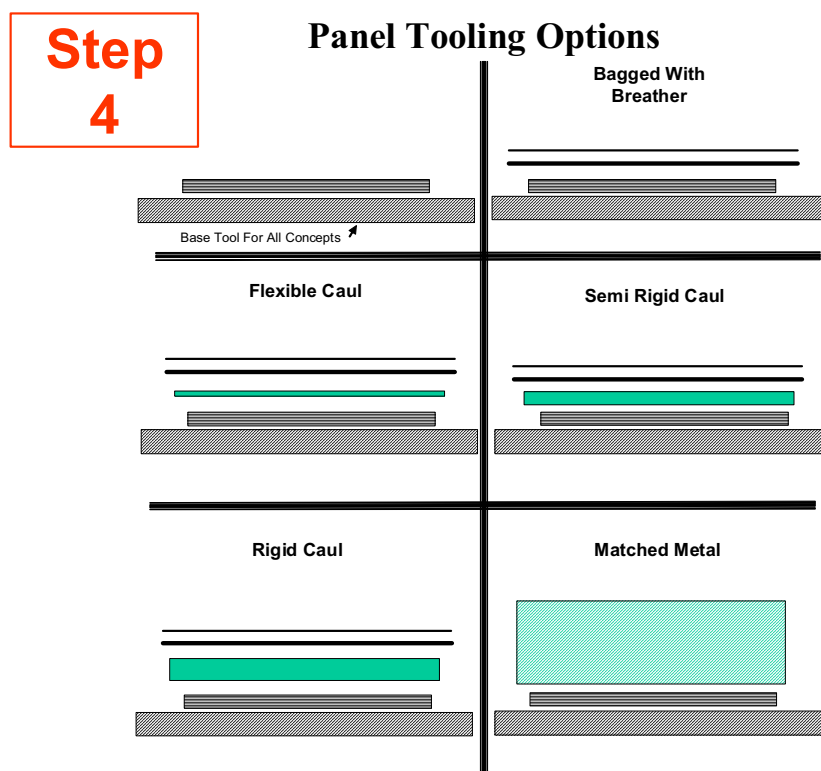 Step
4
Panel Tooling Options
Bagged With
Breather
Base Tool For All Concepts
Flexible Caul
Semi Rigid Caul
Rigid Caul
Matched Metal